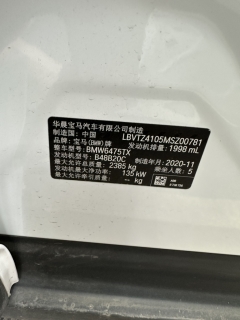 华晨宝马汽车有限公司制造
制造国：中国 LBVTZ4105MSZ00781
品牌：宝马(BMW)牌 发动机排量：1998 mL
整车型号：BMW6475TX
发动机型号：B48B20C
最大允许总质量：2385 kg 制造年月：2020-11
发动机最大净功率：135 kW 乘坐人数：5
最大允许牵引质量：-- kg